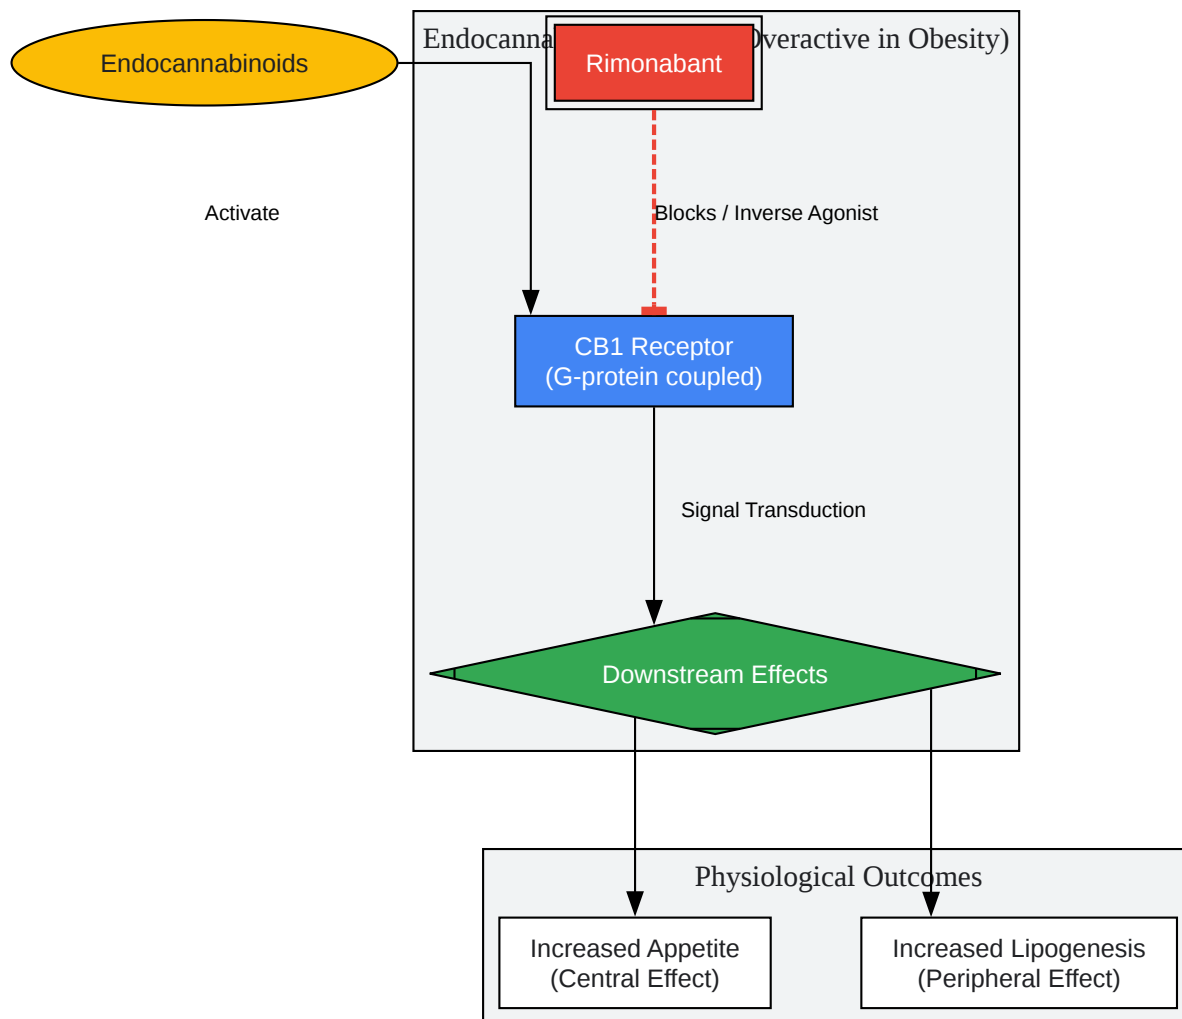 Endocanna
Overactive in Obesity)
Rimonabant
Endocannabinoids
Activate
Blocks / Inverse Agonist
CB1 Receptor
(G-protein coupled)
Signal Transduction
Downstream Effects
Physiological Outcomes
Increased Appetite
(Central Effect)
Increased Lipogenesis
(Peripheral Effect)